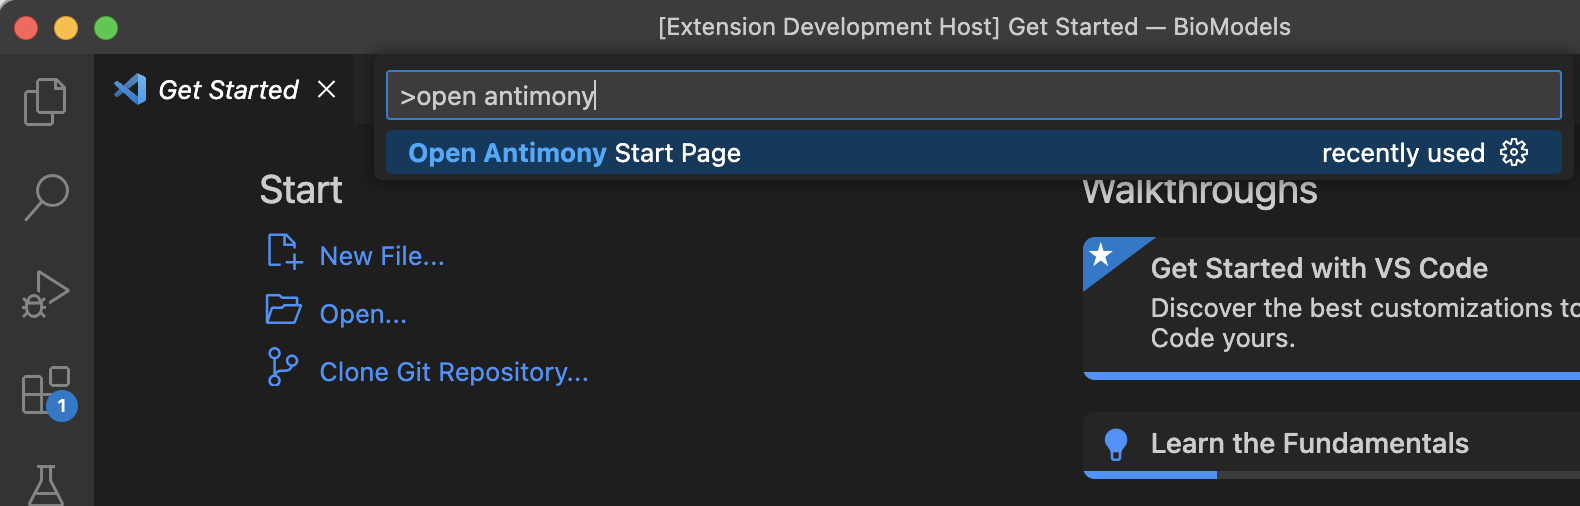 [Extension Development Host] Get Started — BioModels
Get Started
>open antimony
Open Antimony Start Page
recently used
Start
New File...
Open...
Clone Git Repository...
1
Walkthroughs
Get Started with VS Code
Discover the best customizations to
Code yours.
Learn the Fundamentals